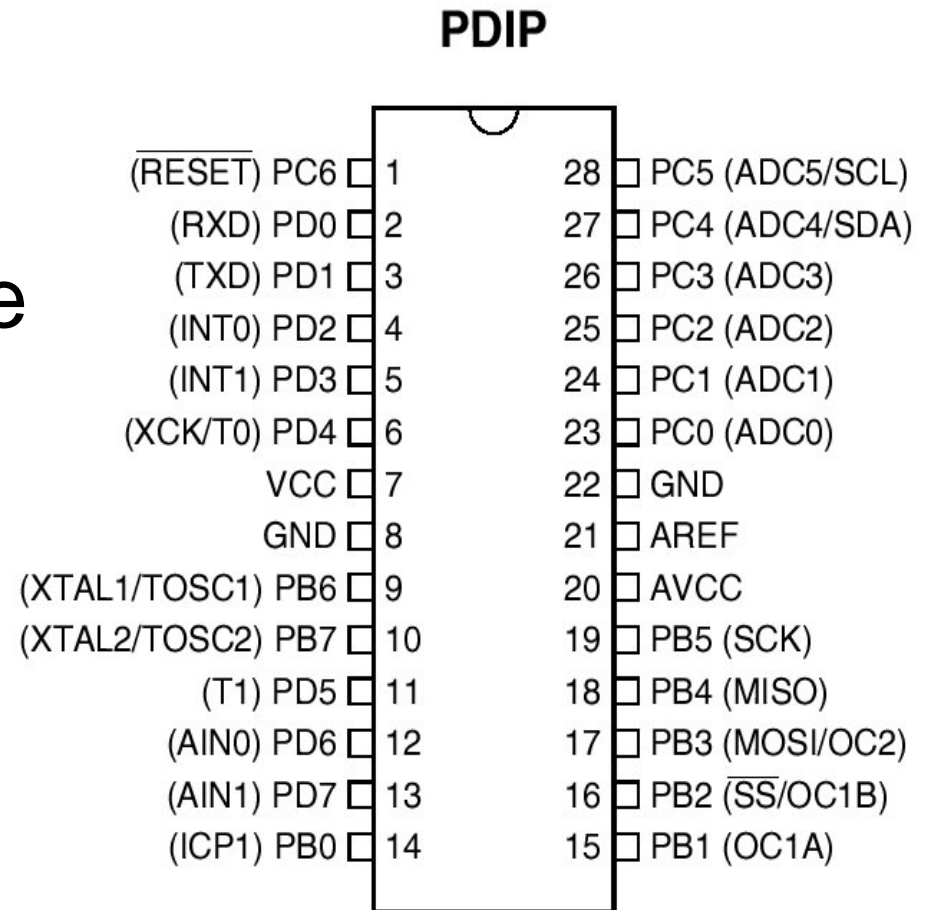 PDIP
e
(RESET) PC6 1 28 PC5 (ADC5/SCL)
(RXD) PD0 2 27 PC4 (ADC4/SDA)
(TXD) PD1 3 26 PC3 (ADC3)
(INT0) PD2 4 25 PC2 (ADC2)
(INT1) PD3 5 24 PC1 (ADC1)
(XCK/T0) PD4 6 23 PC0 (ADC0)
VCC 7 22 GND
GND 8 21 AREF
(XTAL1/TOSC1) PB6 9 20 AVCC
(XTAL2/TOSC2) PB7 10 19 PB5 (SCK)
(T1) PD5 11 18 PB4 (MISO)
(AIN0) PD6 12 17 PB3 (MOSI/OC2)
(AIN1) PD7 13 16 PB2 (SS/OC1B)
(ICP1) PB0 14 15 PB1 (OC1A)